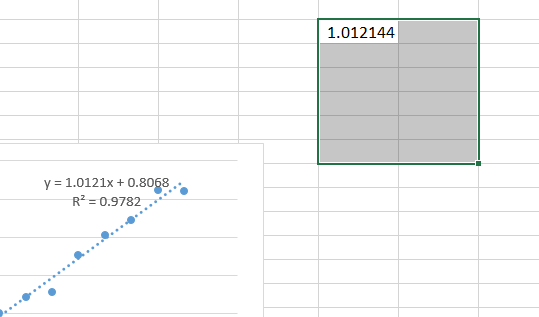 1.012144
y = 1.0121x + 0.8068
R² = 0.9782